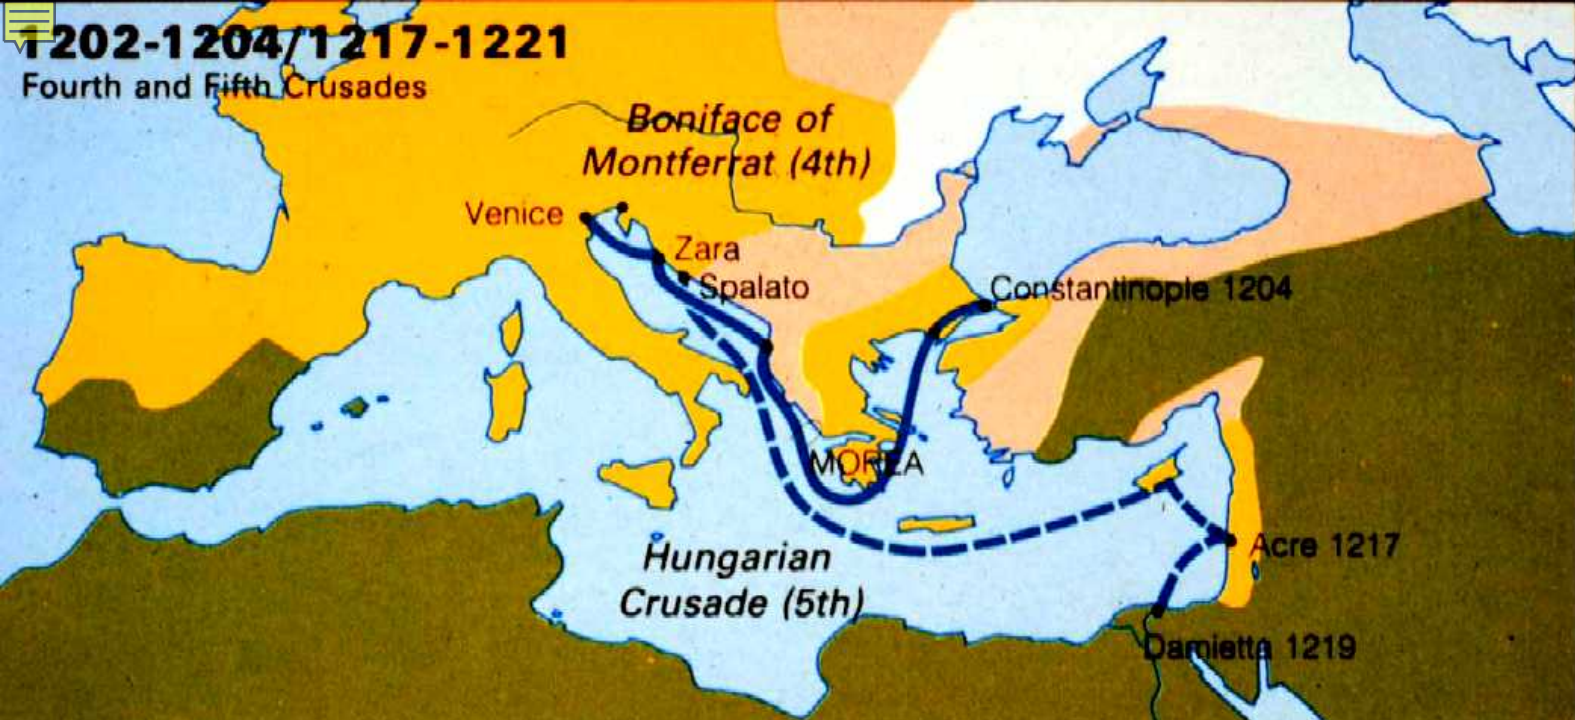 1202-1204/1217-1221
Fourth and Fifth Crusades
Boniface of
Montferrat (4th)
Venice
Zara
Spalato
Constantinople 1204
MOREA
Hungarian
Crusade (5th)
Acre 1217
Damietta 1219